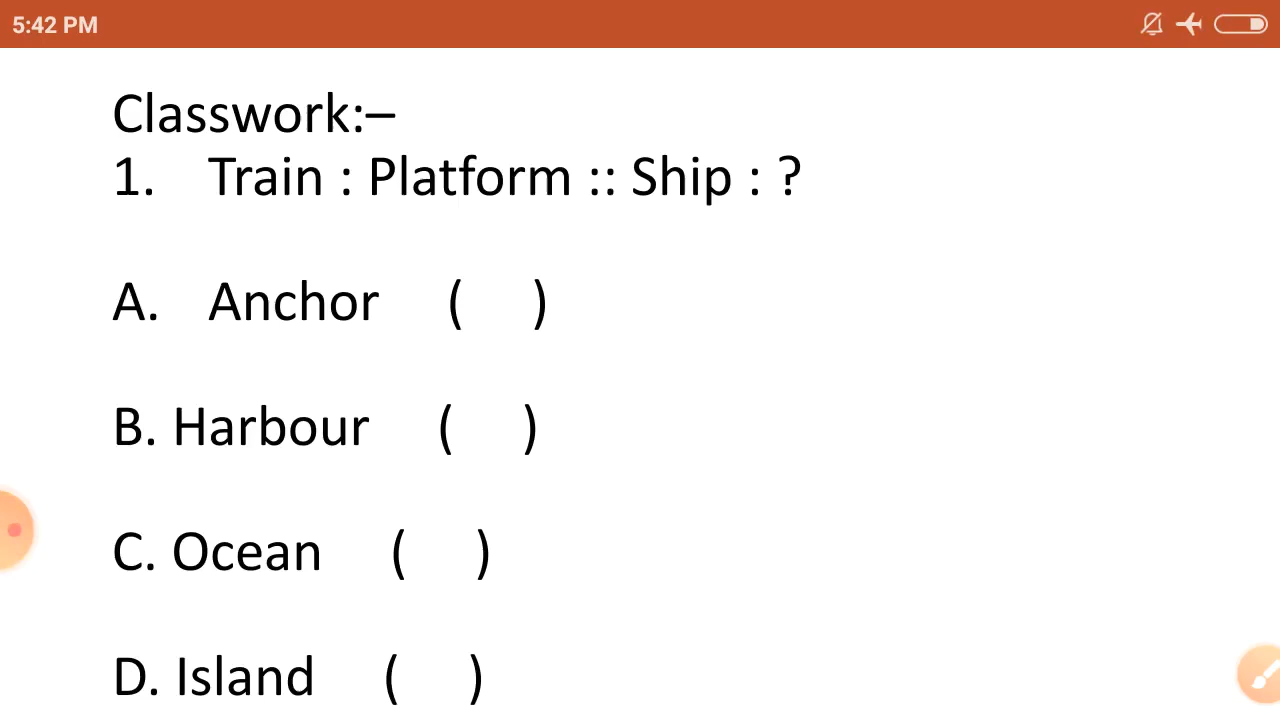 5:42 PM
Classwork:–
1. Train : Platform :: Ship : ?
A. Anchor ( )
B. Harbour ( )
C. Ocean ( )
D. Island ( )